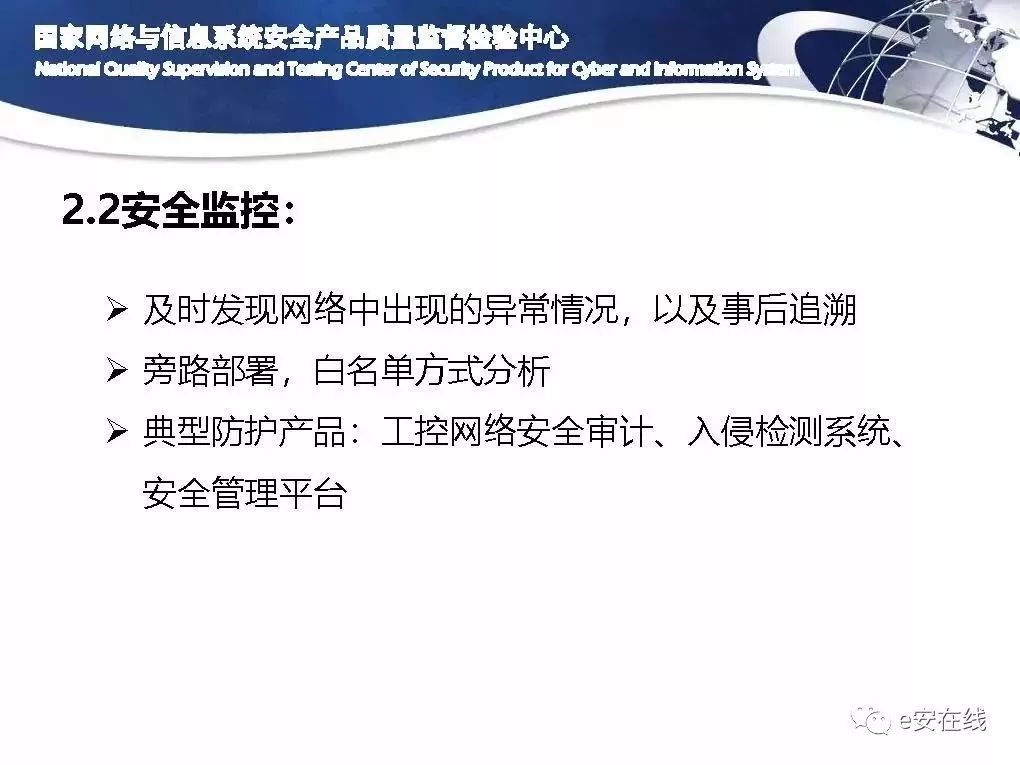 国家网络与信息系统安全产品质量监督检验中心
National Quality Supervision and Testing Center of Security Product for Cyber and Information System
2.2安全监控：
及时发现网络中出现的异常情况，以及事后追溯
旁路部署，白名单方式分析
典型防护产品：工控网络安全审计、入侵检测系统、
安全管理平台
e安在线